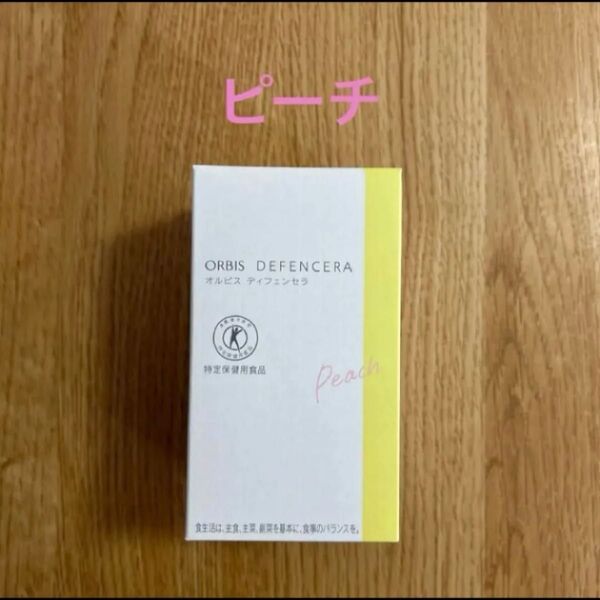 ピーチ
ORBIS DEFENCERA
オルビス ディフェンセラ
特定保健用食品
Peach
食生活は、主食、主菜、副菜を基本に、食事のバランスを。